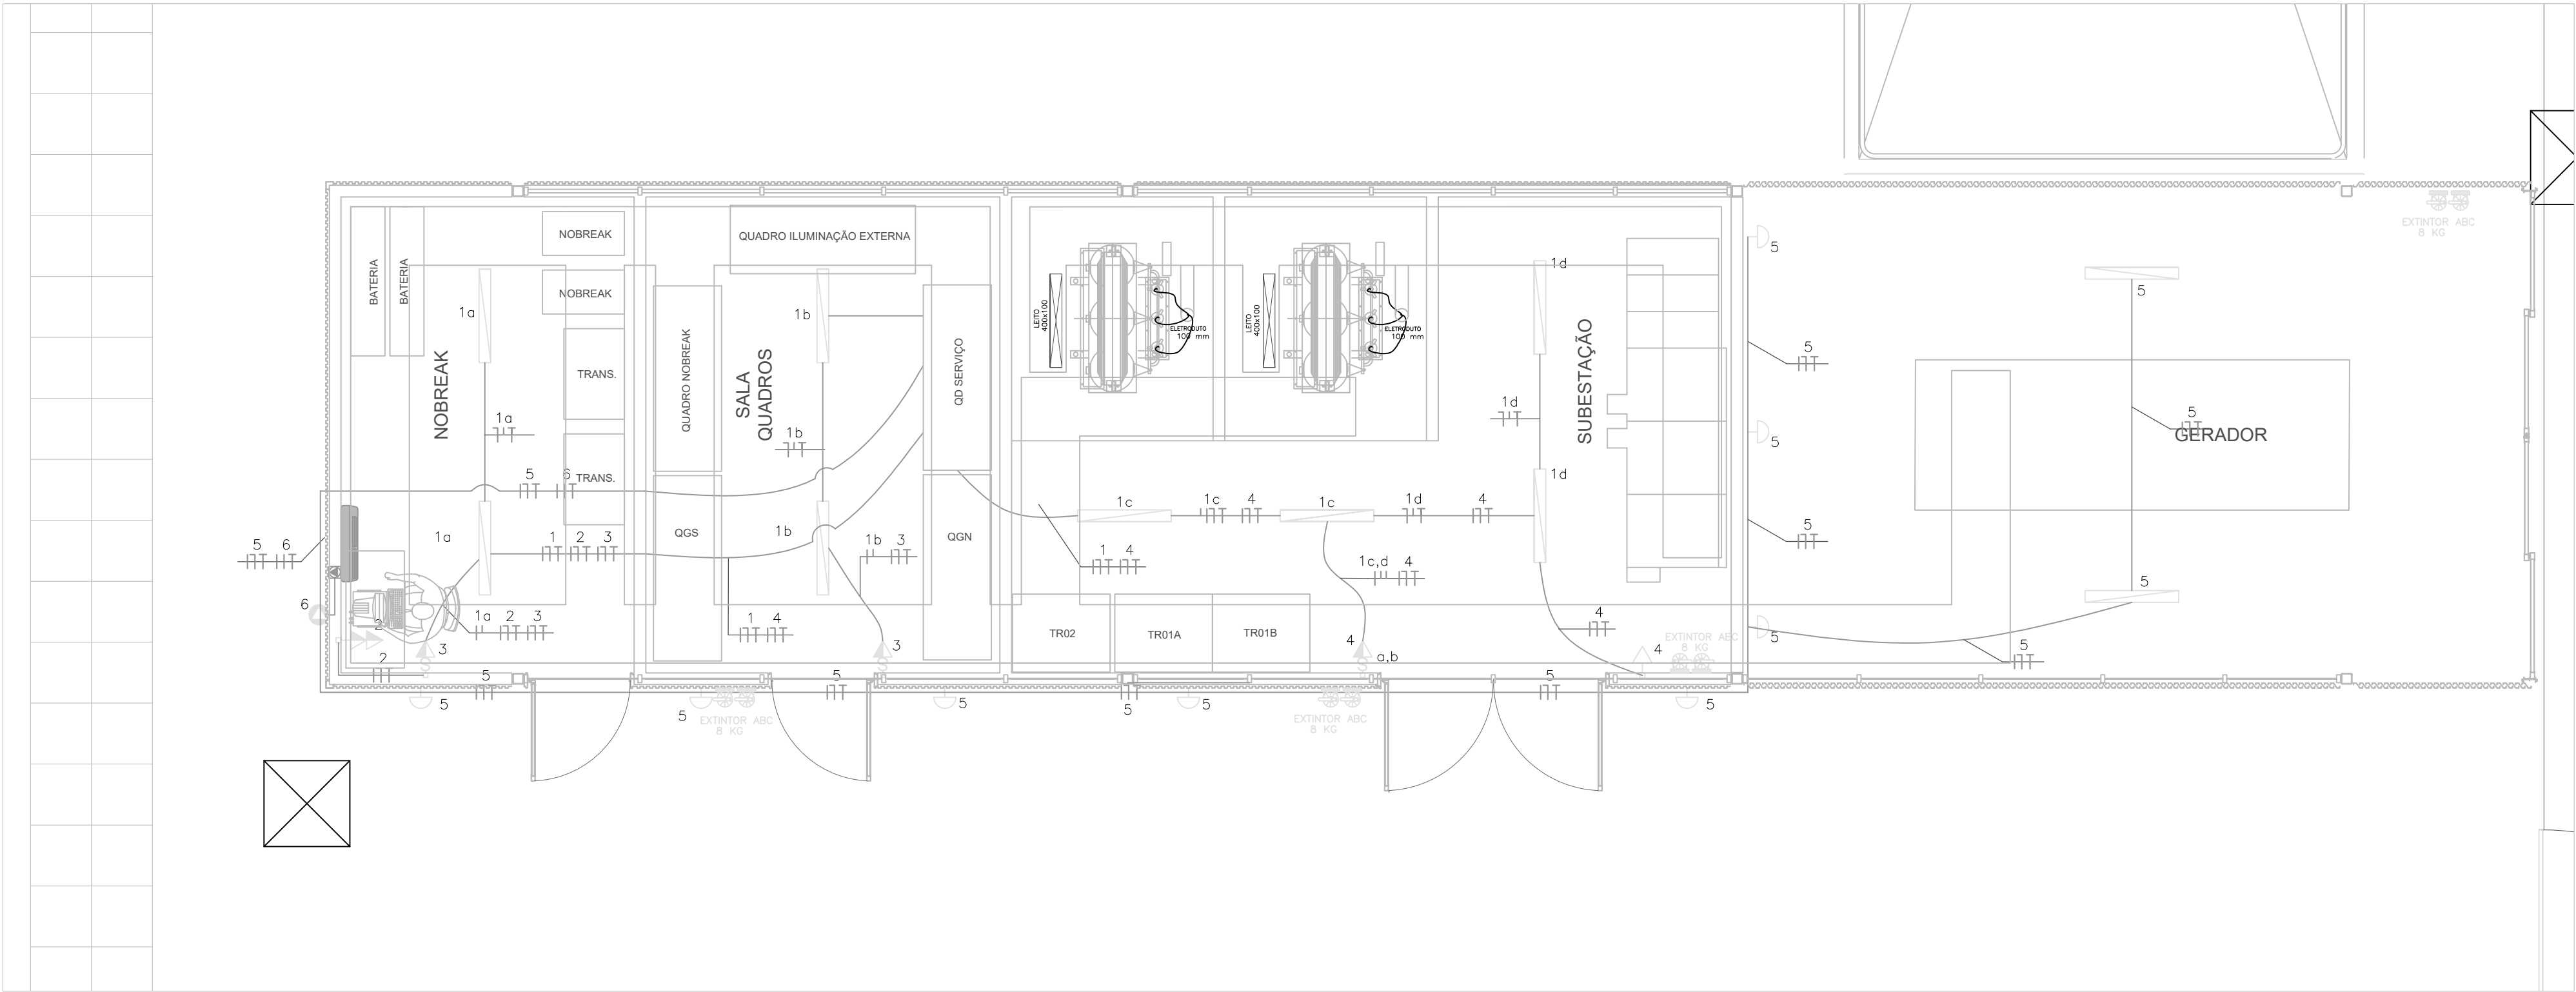 EXTINTOR ABC
8 KG
BATERIA
BATERIA
NOBREAK
NOBREAK
TRANS.
TRANS.
NOBREAK
1a
1a
1a
5
6
1
2
3
5
6
6
2
2
1a
2
3
3
5
5
QUADRO ILUMINAÇÃO EXTERNA
QUADRO NOBREAK
SALA
QUADROS
QD SERVIÇO
QGS
QGN
1b
1b
1b
1b
3
1
4
3
5
EXTINTOR ABC
8 KG
5
5
LEITO
400x100
ELETRODUTO
100 mm
LEITO
400x100
ELETRODUTO
100 mm
SUBESTAÇÃO
1d
1d
1d
1c
1c
4
1c
1d
4
1
4
1c,d
4
4
TR02
TR01A
TR01B
4
a,b
4
EXTINTOR ABC
8 KG
5
5
EXTINTOR ABC
8 KG
5
5
5
5
5
5
5
5
5
GERADOR
5
5
5